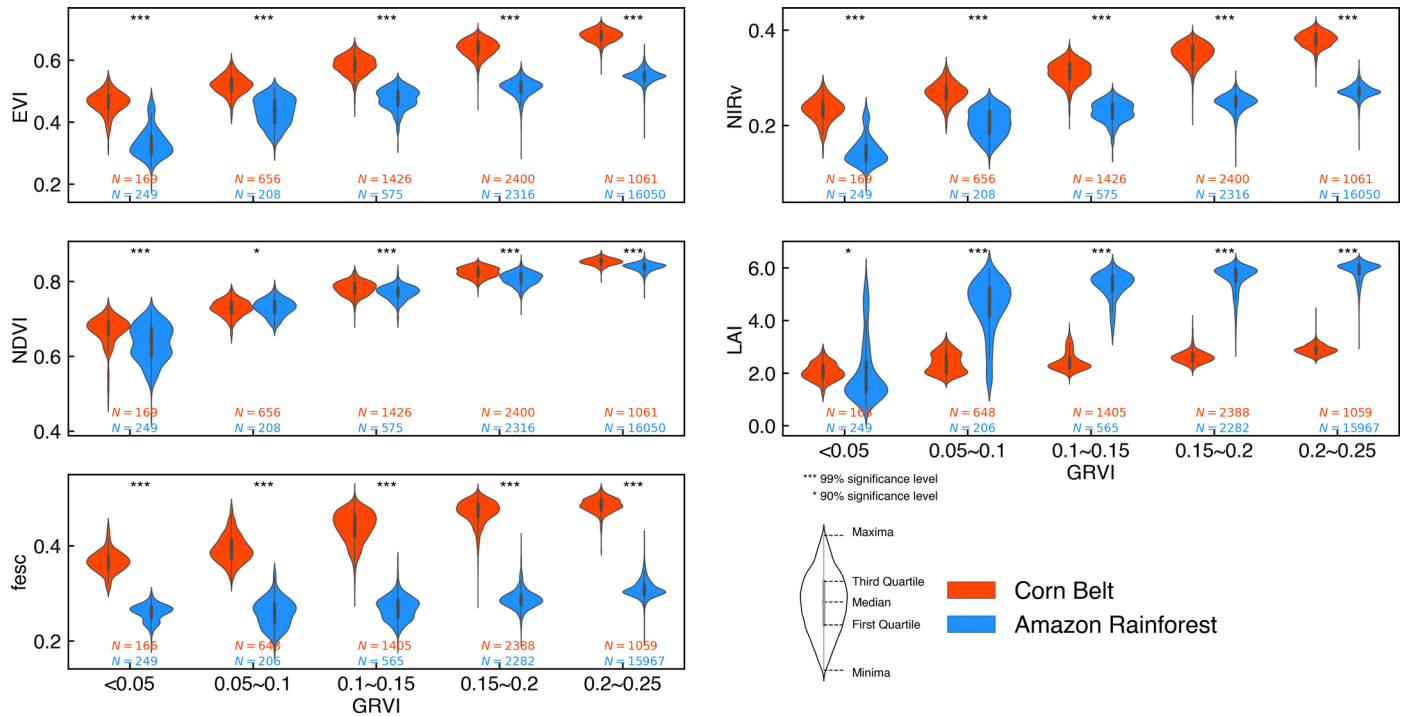 *** *** *** *** ***
EVI
0.6
0.4
0.2
N = 169 N = 656 N = 1426 N = 2400 N = 1061
N = 249 N = 208 N = 575 N = 2316 N = 16050
*** *** *** *** ***
NIRv
0.4
0.2
N = 169 N = 656 N = 1426 N = 2400 N = 1061
N = 249 N = 208 N = 575 N = 2316 N = 16050
*** * *** *** ***
NDVI
0.8
0.6
0.4
N = 169 N = 656 N = 1426 N = 2400 N = 1061
N = 249 N = 208 N = 575 N = 2316 N = 16050
* *** *** *** ***
LAI
6.0
4.0
2.0
0.0
N = 166 N = 648 N = 1405 N = 2388 N = 1059
N = 249 N = 206 N = 565 N = 2282 N = 15967
<0.05 0.05~0.1 0.1~0.15 0.15~0.2 0.2~0.25
GRVI
*** *** *** *** ***
fesc
0.4
0.2
N = 166 N = 648 N = 1405 N = 2388 N = 1059
N = 249 N = 206 N = 565 N = 2282 N = 15967
<0.05 0.05~0.1 0.1~0.15 0.15~0.2 0.2~0.25
GRVI
*** 99% significance level
* 90% significance level
Maxima
Third Quartile
Median
First Quartile
Minima
Corn Belt
Amazon Rainforest